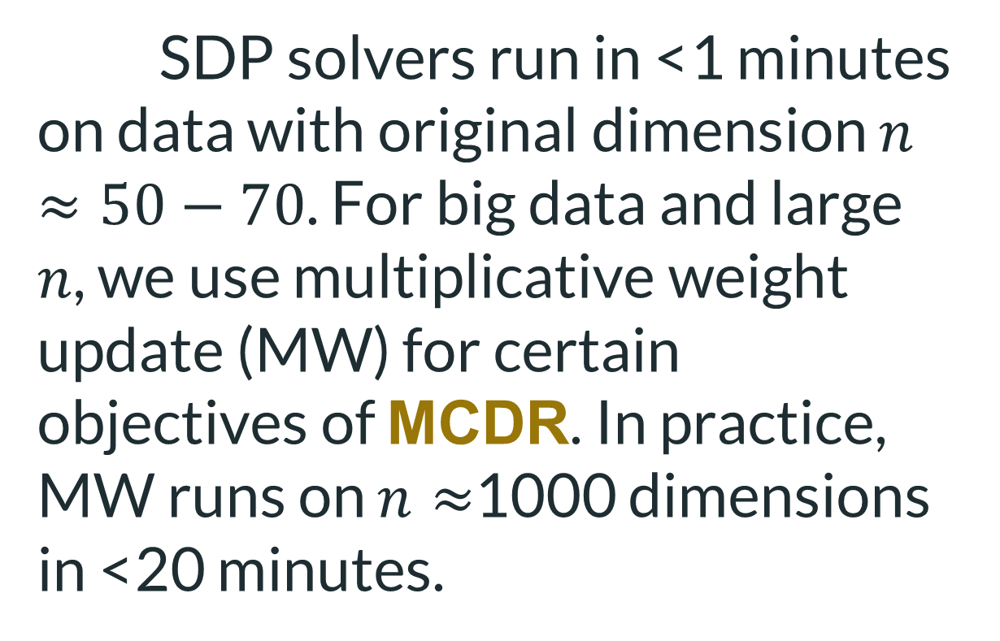 SDP solvers run in <1 minutes
on data with original dimension n
≈ 50 − 70. For big data and large
n, we use multiplicative weight
update (MW) for certain
objectives of MCDR. In practice,
MW runs on n ≈1000 dimensions
in <20 minutes.